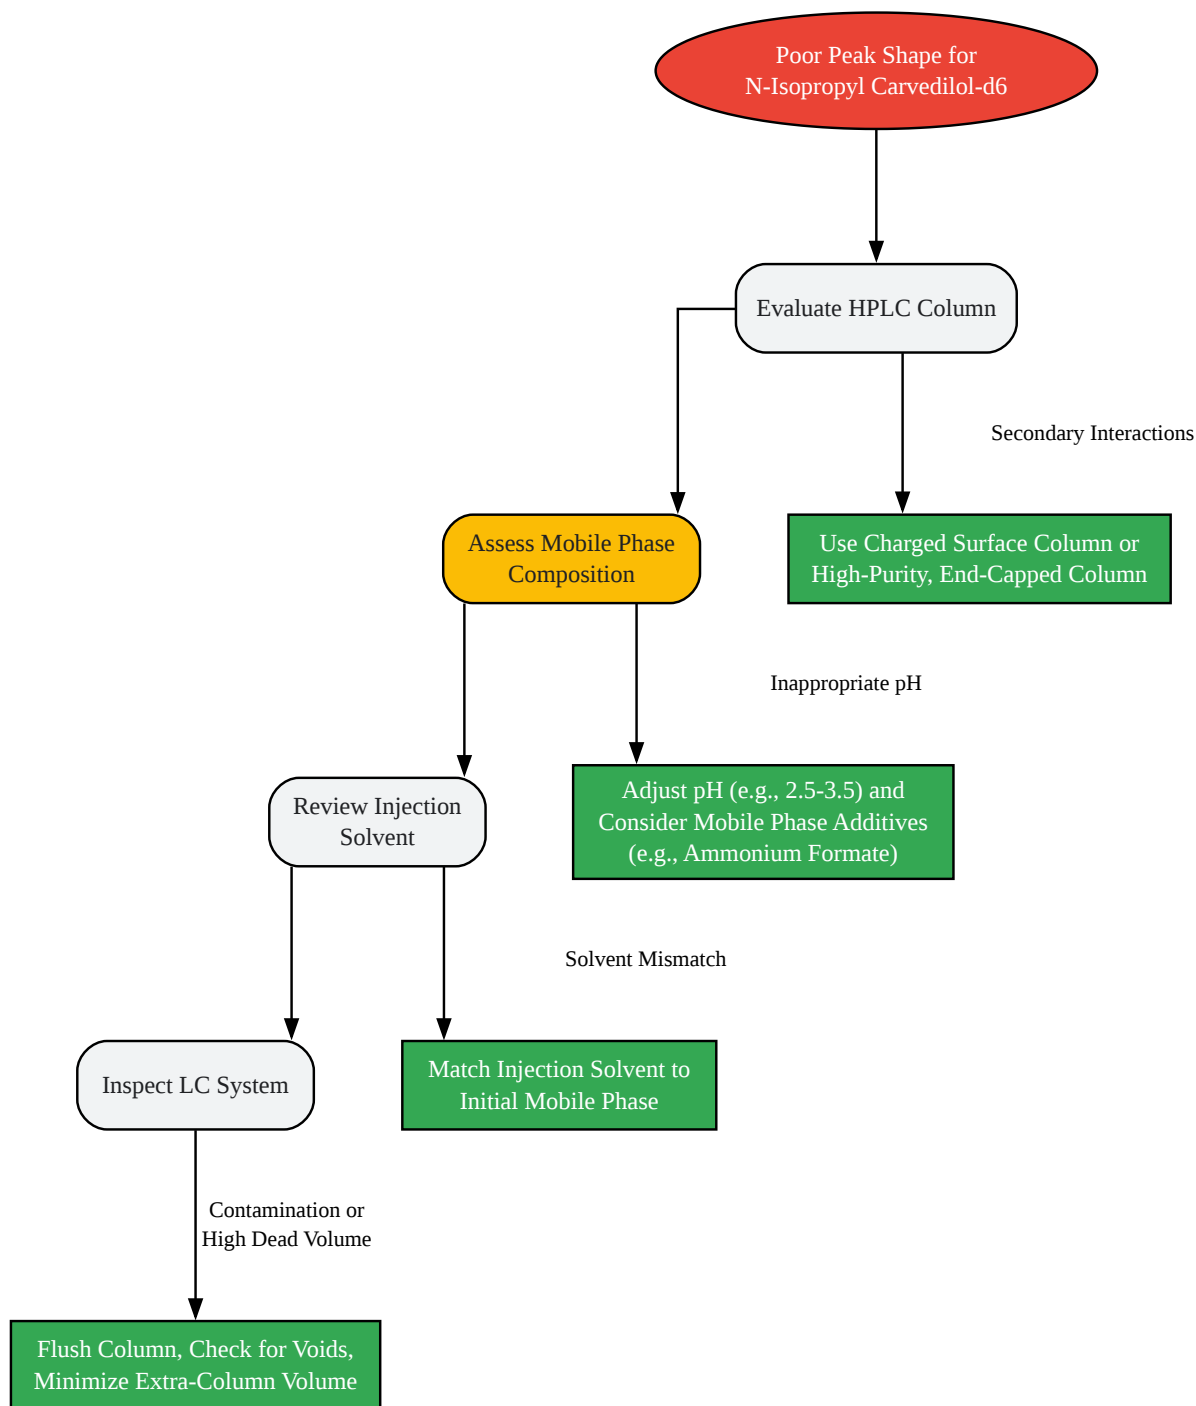 Poor Peak Shape for
N-Isopropyl Carvedilol-d6
Evaluate HPLC Column
Secondary Interactions
Assess Mobile Phase
Composition
Use Charged Surface Column or
High-Purity, End-Capped Column
Inappropriate pH
Review Injection
Solvent
Adjust pH (e.g., 2.5-3.5) and
Consider Mobile Phase Additives
(e.g., Ammonium Formate)
Solvent Mismatch
Inspect LC System
Match Injection Solvent to
Initial Mobile Phase
Contamination or
High Dead Volume
Flush Column, Check for Voids,
Minimize Extra-Column Volume